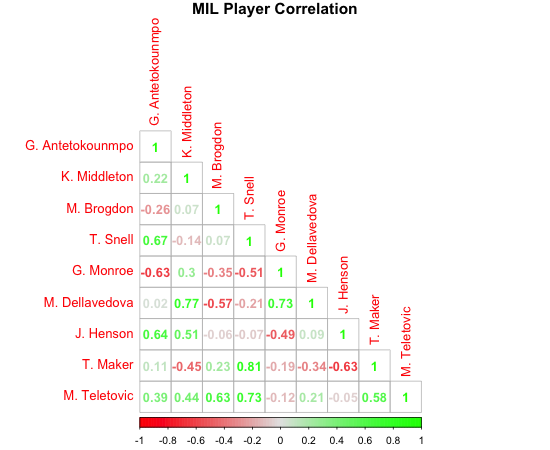 MIL Player Correlation
G. Antetokounmpo
K. Middleton
M. Brogdon
T. Snell
G. Monroe
M. Dellavedova
J. Henson
T. Maker
M. Teletovic
G. Antetokounmpo 1
K. Middleton 0.22 1
M. Brogdon -0.26 0.07 1
T. Snell 0.67 -0.14 0.07 1
G. Monroe -0.63 0.3 -0.35 -0.51 1
M. Dellavedova 0.02 0.77 -0.57 -0.21 0.73 1
J. Henson 0.64 0.51 -0.06 -0.07 -0.49 0.09 1
T. Maker 0.11 -0.45 0.23 0.81 -0.19 -0.34 -0.63 1
M. Teletovic 0.39 0.44 0.63 0.73 -0.12 0.21 -0.05 0.58 1
-1 -0.8 -0.6 -0.4 -0.2 0 0.2 0.4 0.6 0.8 1